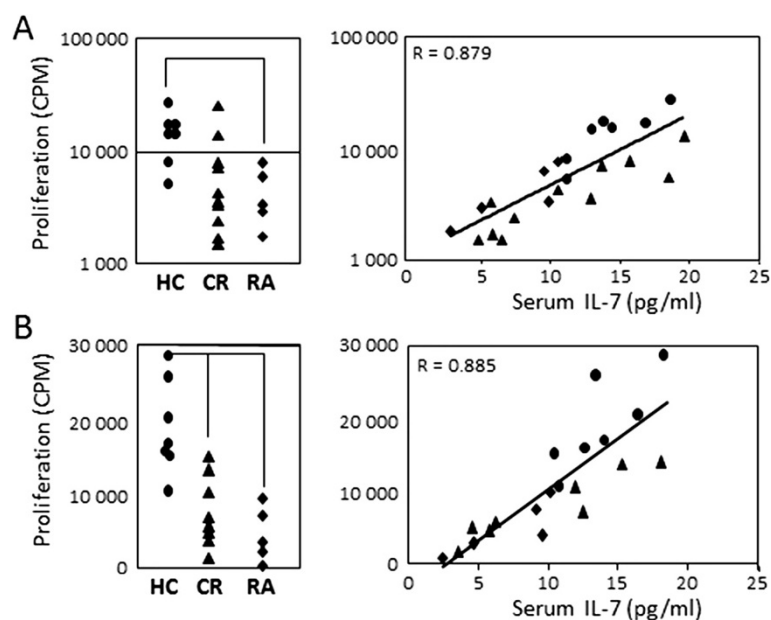 A
Proliferation (CPM)
100 000
10 000
1 000
HC CR RA
R = 0.879
100 000
10 000
1 000
0 5 10 15 20 25
Serum IL-7 (pg/ml)
B
Proliferation (CPM)
30 000
20 000
10 000
0
HC CR RA
R = 0.885
30 000
20 000
10 000
0
0 5 10 15 20 25
Serum IL-7 (pg/ml)